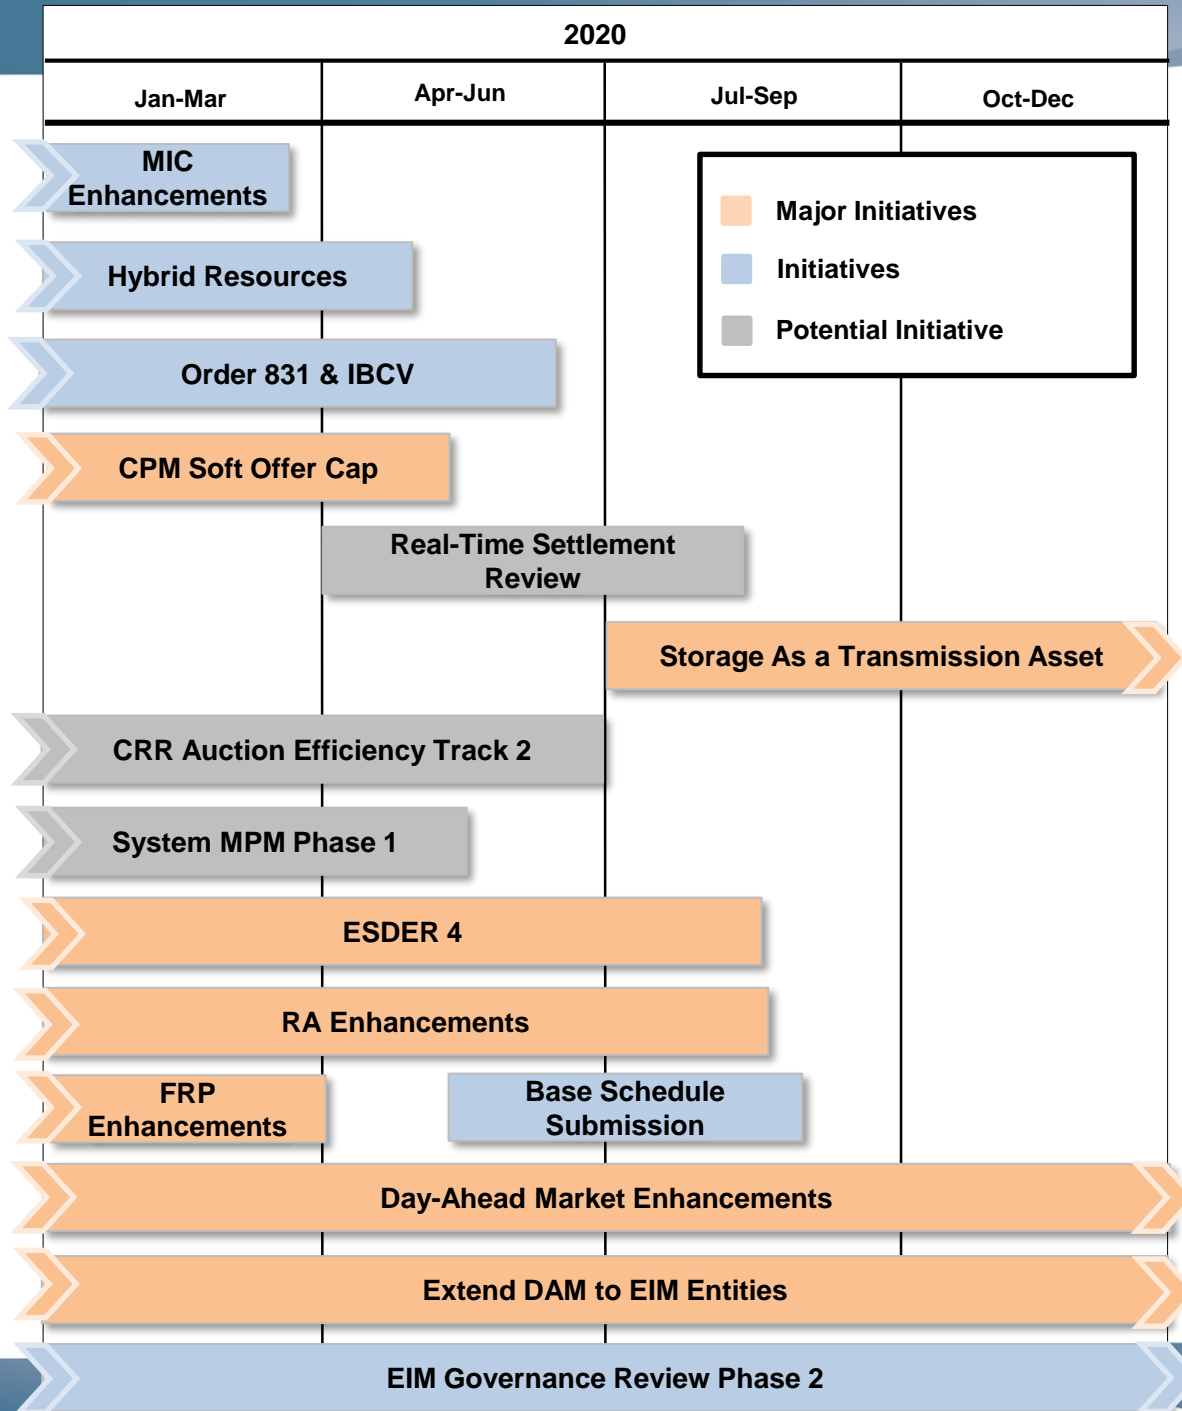 2020
Jan-Mar
Apr-Jun
Jul-Sep
Oct-Dec
MIC
Enhancements
Major Initiatives
Initiatives
Potential Initiative
Hybrid Resources
Order 831 & IBCV
CPM Soft Offer Cap
Real-Time Settlement
Review
Storage As a Transmission Asset
CRR Auction Efficiency Track 2
System MPM Phase 1
ESDER 4
RA Enhancements
FRP
Enhancements
Base Schedule
Submission
Day-Ahead Market Enhancements
Extend DAM to EIM Entities
EIM Governance Review Phase 2